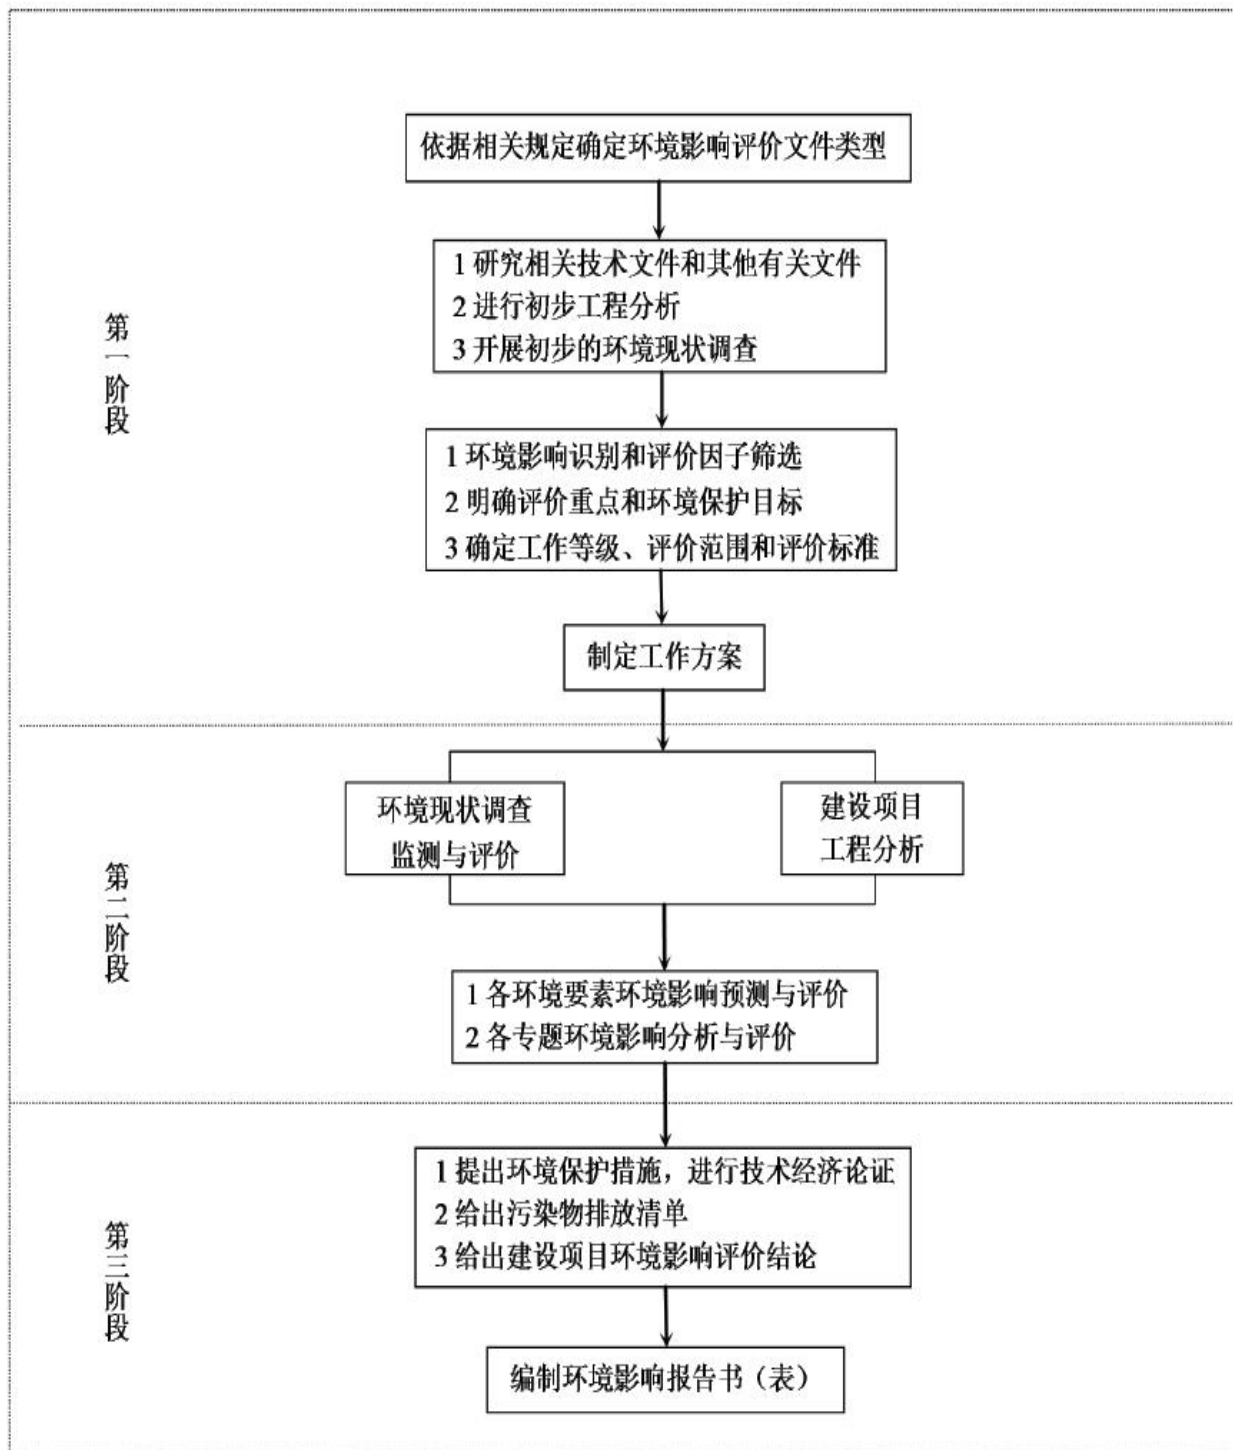 依据相关规定确定环境影响评价文件类型
1 研究相关技术文件和其他有关文件
2 进行初步工程分析
3 开展初步的环境现状调查
第一阶段
1 环境影响识别和评价因子筛选
2 明确评价重点和环境保护目标
3 确定工作等级、评价范围和评价标准
制定工作方案
环境现状调查
监测与评价
建设项目
工程分析
第二阶段
1 各环境要素环境影响预测与评价
2 各专题环境影响分析与评价
1 提出环境保护措施，进行技术经济论证
2 给出污染物排放清单
3 给出建设项目环境影响评价结论
第三阶段
编制环境影响报告书（表）